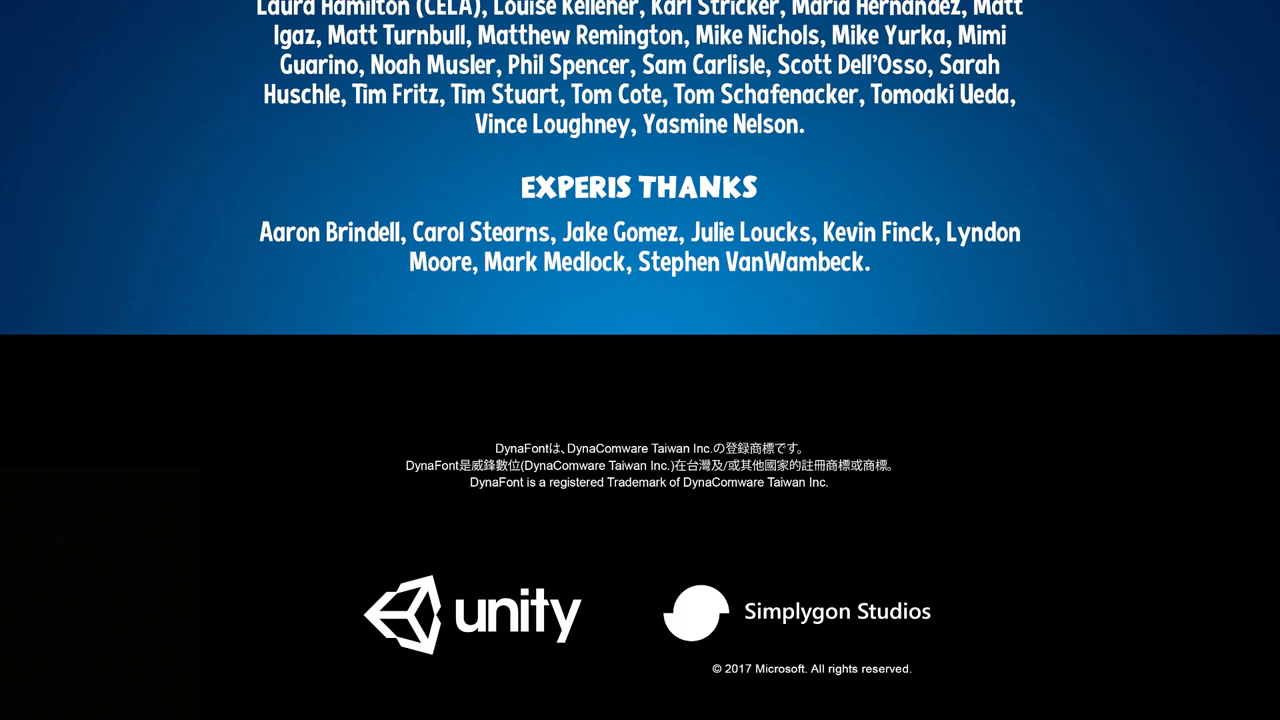 Laura Hamilton (CELA), Louise Kelleher, Karl Stricker, Maria Hernandez, Matt
Igaz, Matt Turnbull, Matthew Remington, Mike Nichols, Mike Yurka, Mimi
Guarino, Noah Musler, Phil Spencer, Sam Carlisle, Scott Dell'Osso, Sarah
Huschle, Tim Fritz, Tim Stuart, Tom Cote, Tom Schafenacker, Tomoaki Ueda,
Vince Loughney, Yasmine Nelson.
EXPERIS THANKS
Aaron Brindell, Carol Stearns, Jake Gomez, Julie Loucks, Kevin Finck, Lyndon
Moore, Mark Medlock, Stephen VanWambeck.
DynaFontは、DynaComware Taiwan Inc.の登録商標です。
DynaFont是威鋒數位(DynaComware Taiwan Inc.)在台灣及/或其他國家的註冊商標或商標。
DynaFont is a registered Trademark of DynaComware Taiwan Inc.
unity
Simplygon Studios
© 2017 Microsoft. All rights reserved.